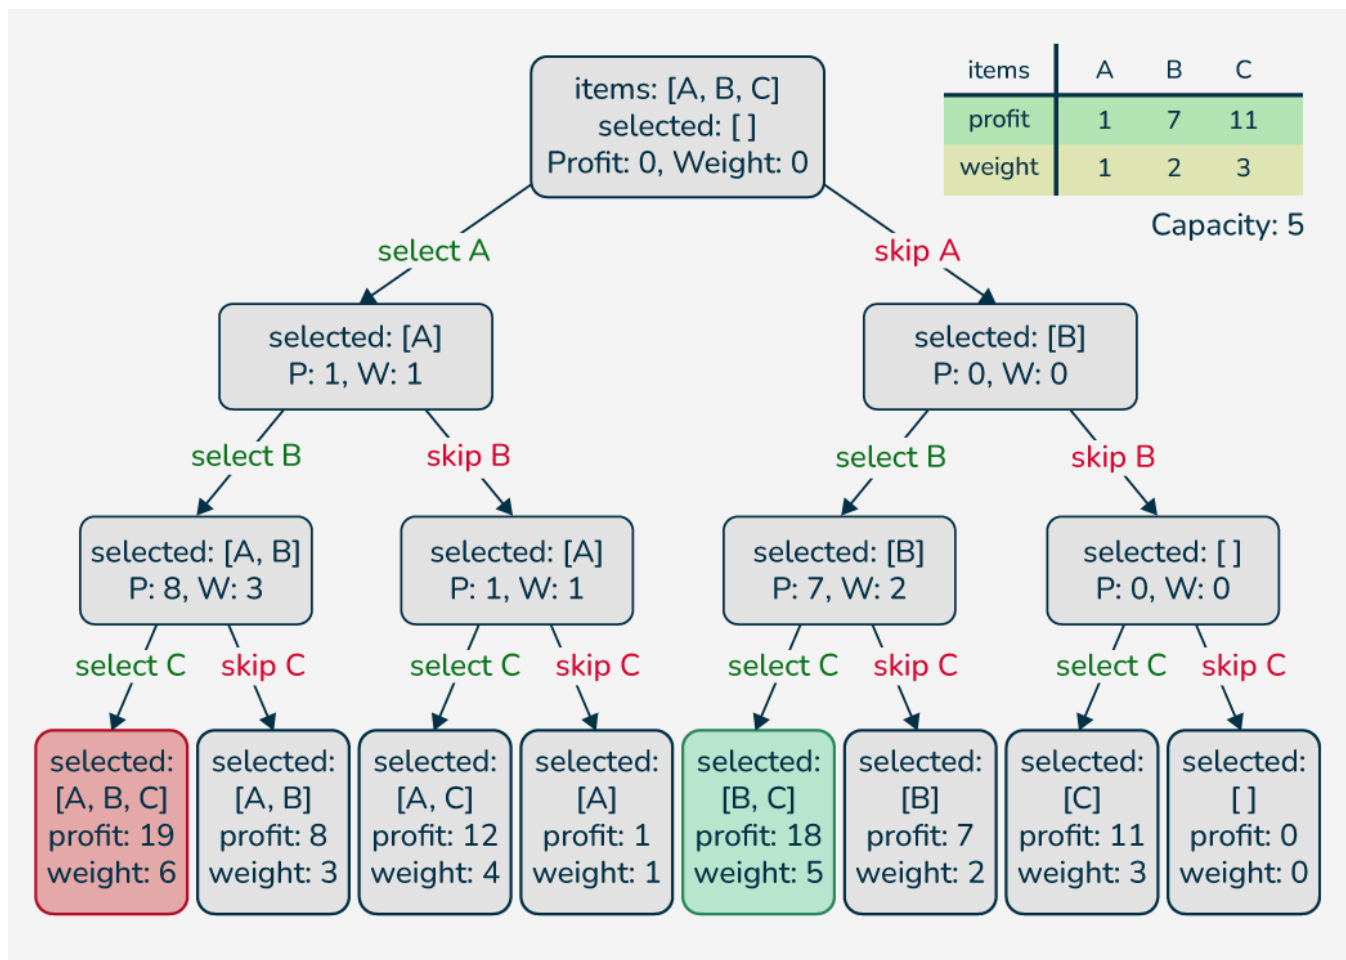 items: [A, B, C]
selected: [ ]
Profit: 0, Weight: 0
items A B C
profit 1 7 11
weight 1 2 3
Capacity: 5
select A
skip A
selected: [A]
P: 1, W: 1
selected: [B]
P: 0, W: 0
select B
skip B
select B
skip B
selected: [A, B]
P: 8, W: 3
selected: [A]
P: 1, W: 1
selected: [B]
P: 7, W: 2
selected: [ ]
P: 0, W: 0
select C
skip C
select C
skip C
select C
skip C
select C
skip C
selected:
[A, B, C]
profit: 19
weight: 6
selected:
[A, B]
profit: 8
weight: 3
selected:
[A, C]
profit: 12
weight: 4
selected:
[A]
profit: 1
weight: 1
selected:
[B, C]
profit: 18
weight: 5
selected:
[B]
profit: 7
weight: 2
selected:
[C]
profit: 11
weight: 3
selected:
[ ]
profit: 0
weight: 0